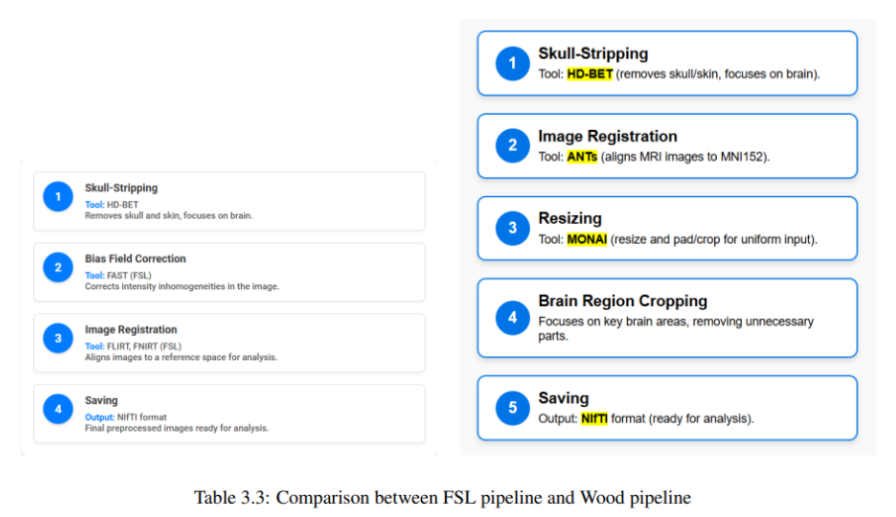 1
Skull-Stripping
Tool: HD-BET
Removes skull and skin, focuses on brain.
2
Bias Field Correction
Tool: FAST (FSL)
Corrects intensity inhomogeneities in the image.
3
Image Registration
Tool: FLIRT, FNIRT (FSL)
Aligns images to a reference space for analysis.
4
Saving
Output: NIfTI format
Final preprocessed images ready for analysis.
1
Skull-Stripping
Tool: HD-BET (removes skull/skin, focuses on brain).
2
Image Registration
Tool: ANTs (aligns MRI images to MNI152).
3
Resizing
Tool: MONAI (resize and pad/crop for uniform input).
4
Brain Region Cropping
Focuses on key brain areas, removing unnecessary
parts.
5
Saving
Output: NIfTI format (ready for analysis).
Table 3.3: Comparison between FSL pipeline and Wood pipeline